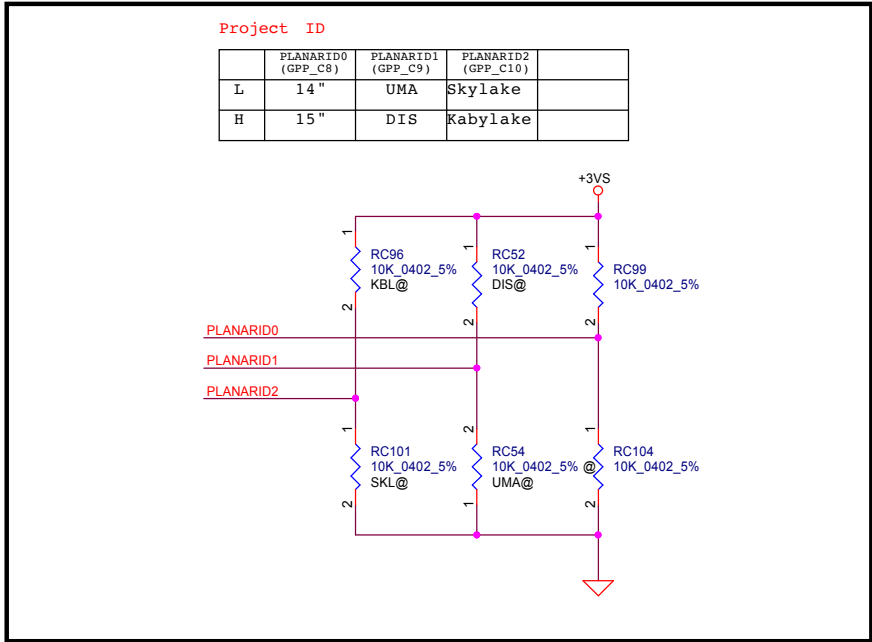 Project ID
PLANARID0 (GPP_C8) PLANARID1 (GPP_C9) PLANARID2 (GPP_C10)
L 14" UMA Skylake
H 15" DIS Kabylake
+3VS
1 1 1
RC96 RC52 RC99
10K_0402_5% 10K_0402_5% 10K_0402_5%
KBL@ DIS@
2 2 2
PLANARID0
PLANARID1
PLANARID2
1 2 1
RC101 RC54 RC104
10K_0402_5% 10K_0402_5% @ 10K_0402_5%
SKL@ UMA@
2 1 2